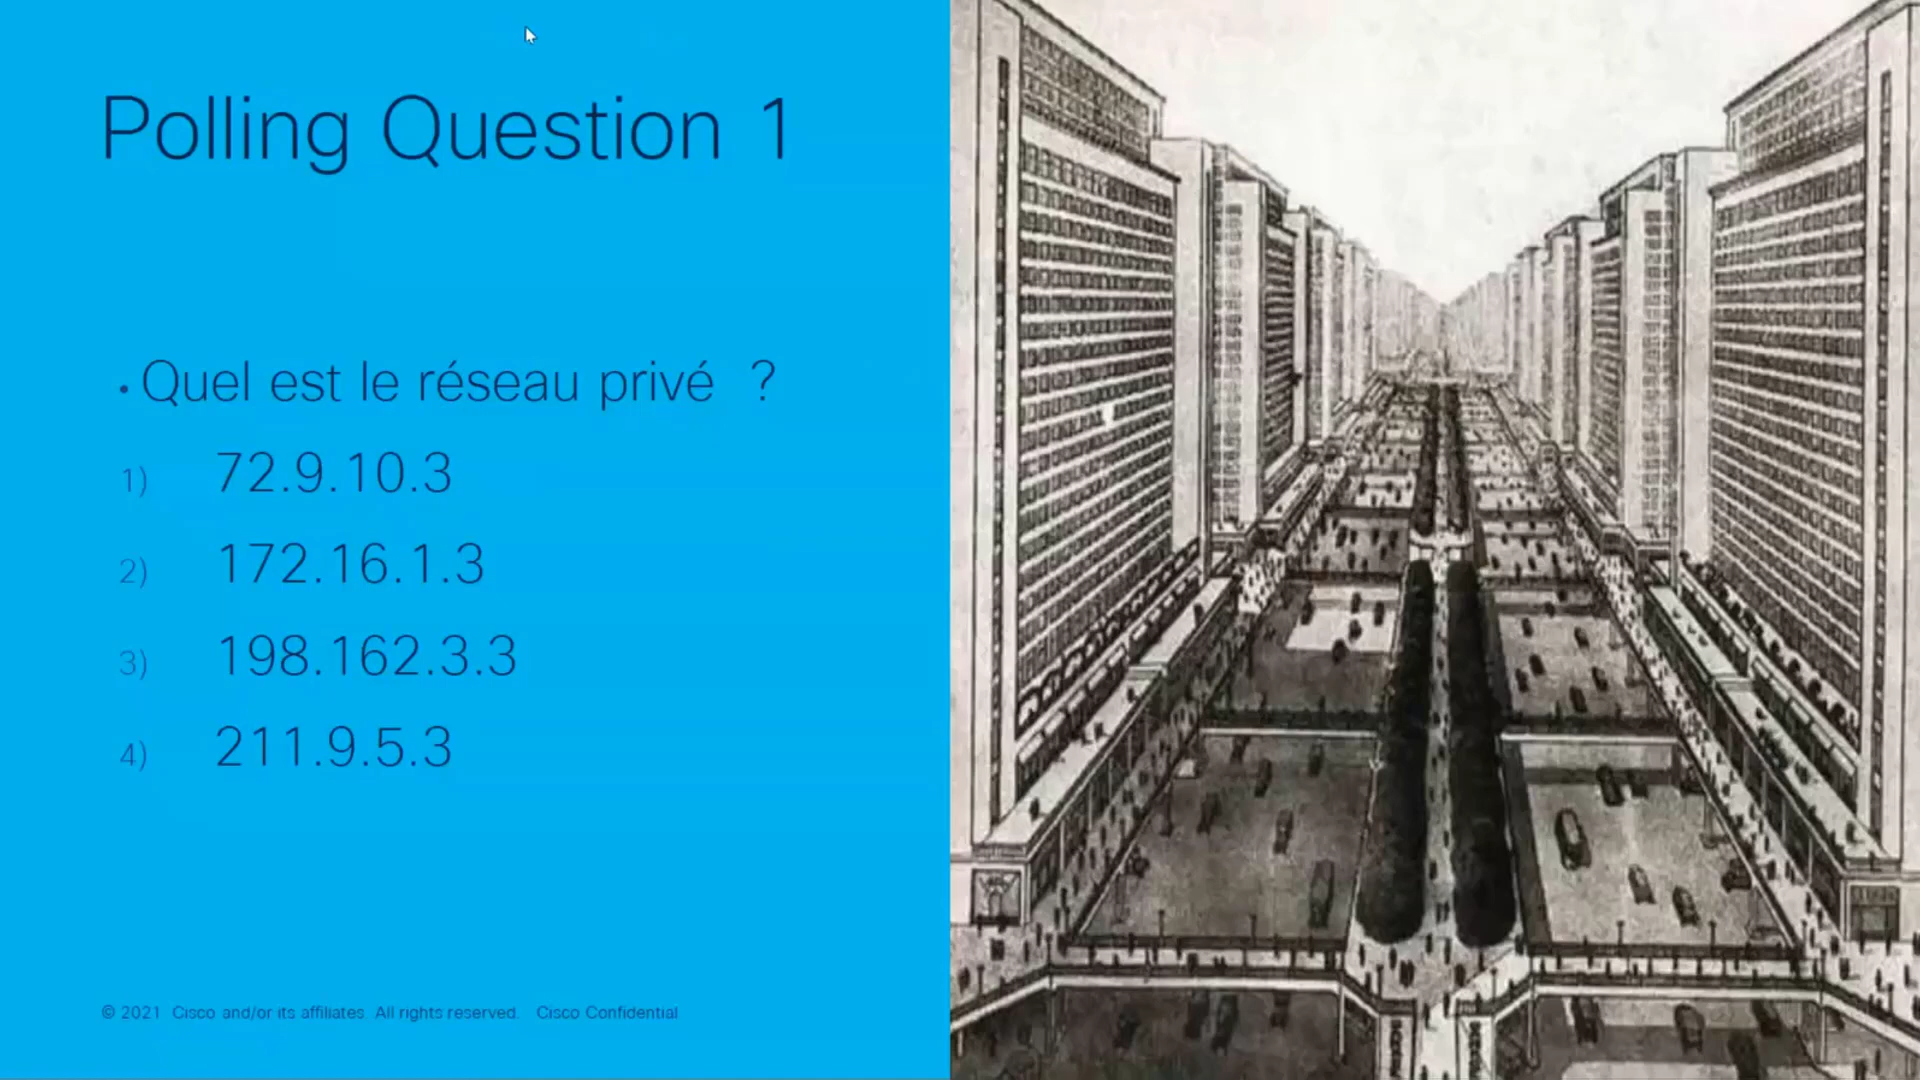 Polling Question 1
• Quel est le réseau privé ?
1) 72.9.10.3
2) 172.16.1.3
3) 198.162.3.3
4) 211.9.5.3
© 2021 Cisco and/or its affiliates. All rights reserved. Cisco Confidential